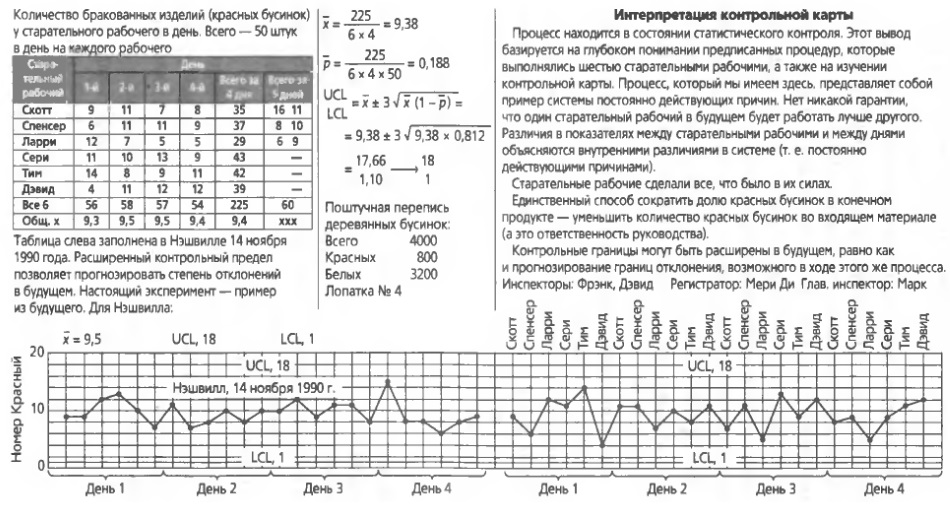 Количество бракованных изделий (красных бусинок)
у старательного рабочего в день. Всего — 50 штук
в день на каждого рабочего
Стара-тельный рабочий День
1-й 2-й 3-й 4-й Всего за 4 дня Всего за 5 дней
Скотт 9 11 7 8 35 16 11
Спенсер 6 11 11 9 37 8 10
Ларри 12 7 5 5 29 6 9
Сери 11 10 13 9 43 —
Тим 14 8 9 11 42 —
Дэвид 4 11 12 12 39 —
Все 6 56 58 57 54 225 60
Общ. x 9,3 9,5 9,5 9,4 9,4 xxx
Таблица слева заполнена в Нэшвилле 14 ноября
1990 года. Расширенный контрольный предел
позволяет прогнозировать степень отклонений
в будущем. Настоящий эксперимент — пример
из будущего. Для Нэшвилла:
x̄ = 225 / 6 x 4 = 9,38
p̄ = 225 / 6 x 4 x 50 = 0,188
UCL
LCL = x̄ ± 3 √ x̄ (1 − p̄) =
= 9,38 ± 3 √ 9,38 × 0,812
= 17,66 → 18
1,10 1
Поштучная перепись
деревянных бусинок:
Всего 4000
Красных 800
Белых 3200
Лопатка № 4
Интерпретация контрольной карты
Процесс находится в состоянии статистического контроля. Этот вывод
базируется на глубоком понимании предписанных процедур, которые
выполнялись шестью старательными рабочими, а также на изучении
контрольной карты. Процесс, который мы имеем здесь, представляет собой
пример системы постоянно действующих причин. Нет никакой гарантии,
что один старательный рабочий в будущем будет работать лучше другого.
Различия в показателях между старательными рабочими и между днями
объясняются внутренними различиями в системе (т. е. постоянно
действующими причинами).
Старательные рабочие сделали все, что было в их силах.
Единственный способ сократить долю красных бусинок в конечном
продукте — уменьшить количество красных бусинок во входящем материале
(а это ответственность руководства).
Контрольные границы могут быть расширены в будущем, равно как
и прогнозирование границ отклонения, возможного в ходе этого же процесса.
Инспекторы: Фрэнк, Дэвид Регистратор: Мери Ди Глав. инспектор: Марк
Скотт Спенсер Ларри Сери Тим Дэвид Скотт Спенсер Ларри Сери Тим Дэвид Скотт Спенсер Ларри Сери Тим Дэвид Скотт Спенсер Ларри Сери Тим Дэвид
x̄ = 9,5 UCL, 18 LCL, 1
Номер Красный
20
10
0
UCL, 18 UCL, 18
Нэшвилл, 14 ноября 1990 г.
LCL, 1 LCL, 1
День 1 День 2 День 3 День 4 День 1 День 2 День 3 День 4